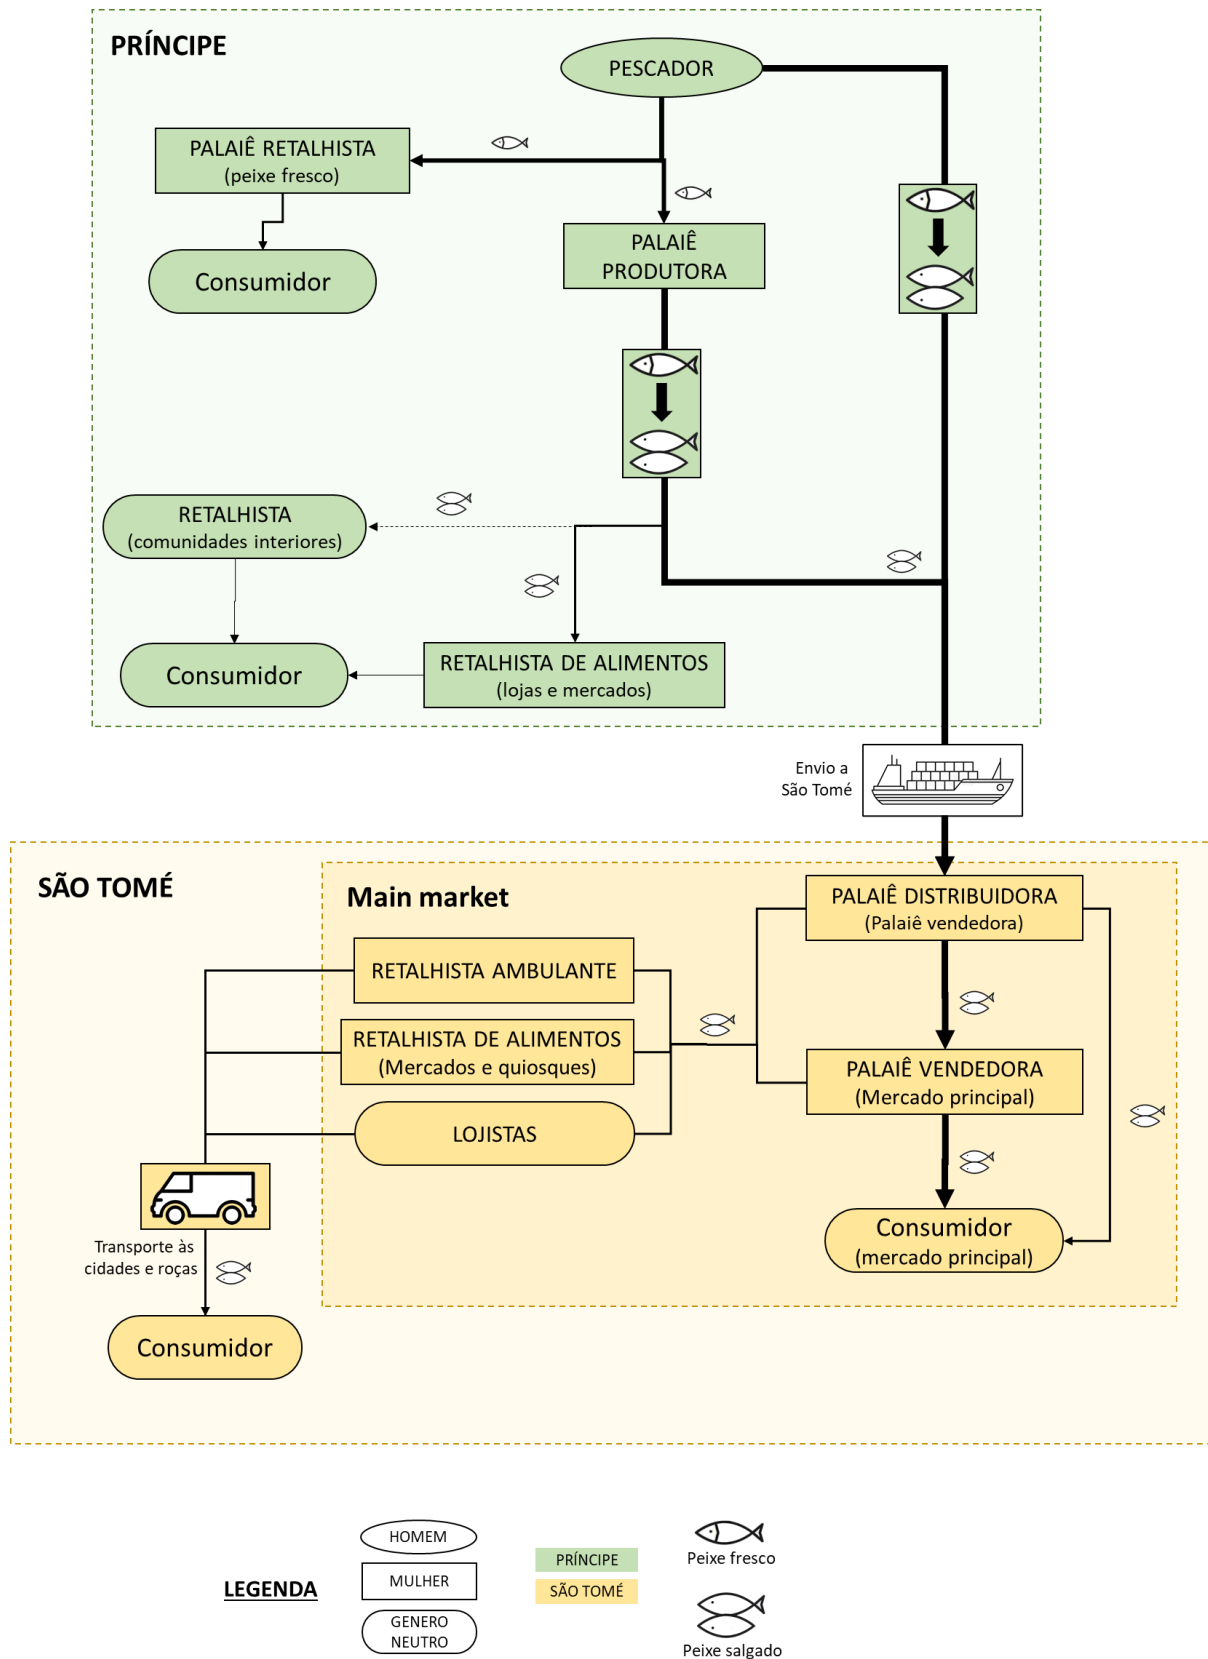 PRÍNCIPE
PESCADOR
PALAIÊ RETALHISTA
(peixe fresco)
Consumidor
PALAIÊ
PRODUTORA
RETALHISTA
(comunidades interiores)
Consumidor
RETALHISTA DE ALIMENTOS
(lojas e mercados)
Envio a
São Tomé
SÃO TOMÉ
Main market
PALAIÊ DISTRIBUIDORA
(Palaiê vendedora)
RETALHISTA AMBULANTE
RETALHISTA DE ALIMENTOS
(Mercados e quiosques)
PALAIÊ VENDEDORA
(Mercado principal)
LOJISTAS
Consumidor
(mercado principal)
Transporte às
cidades e roças
Consumidor
LEGENDA
HOMEM
MULHER
GENERO
NEUTRO
PRÍNCIPE
SÃO TOMÉ
Peixe fresco
Peixe salgado